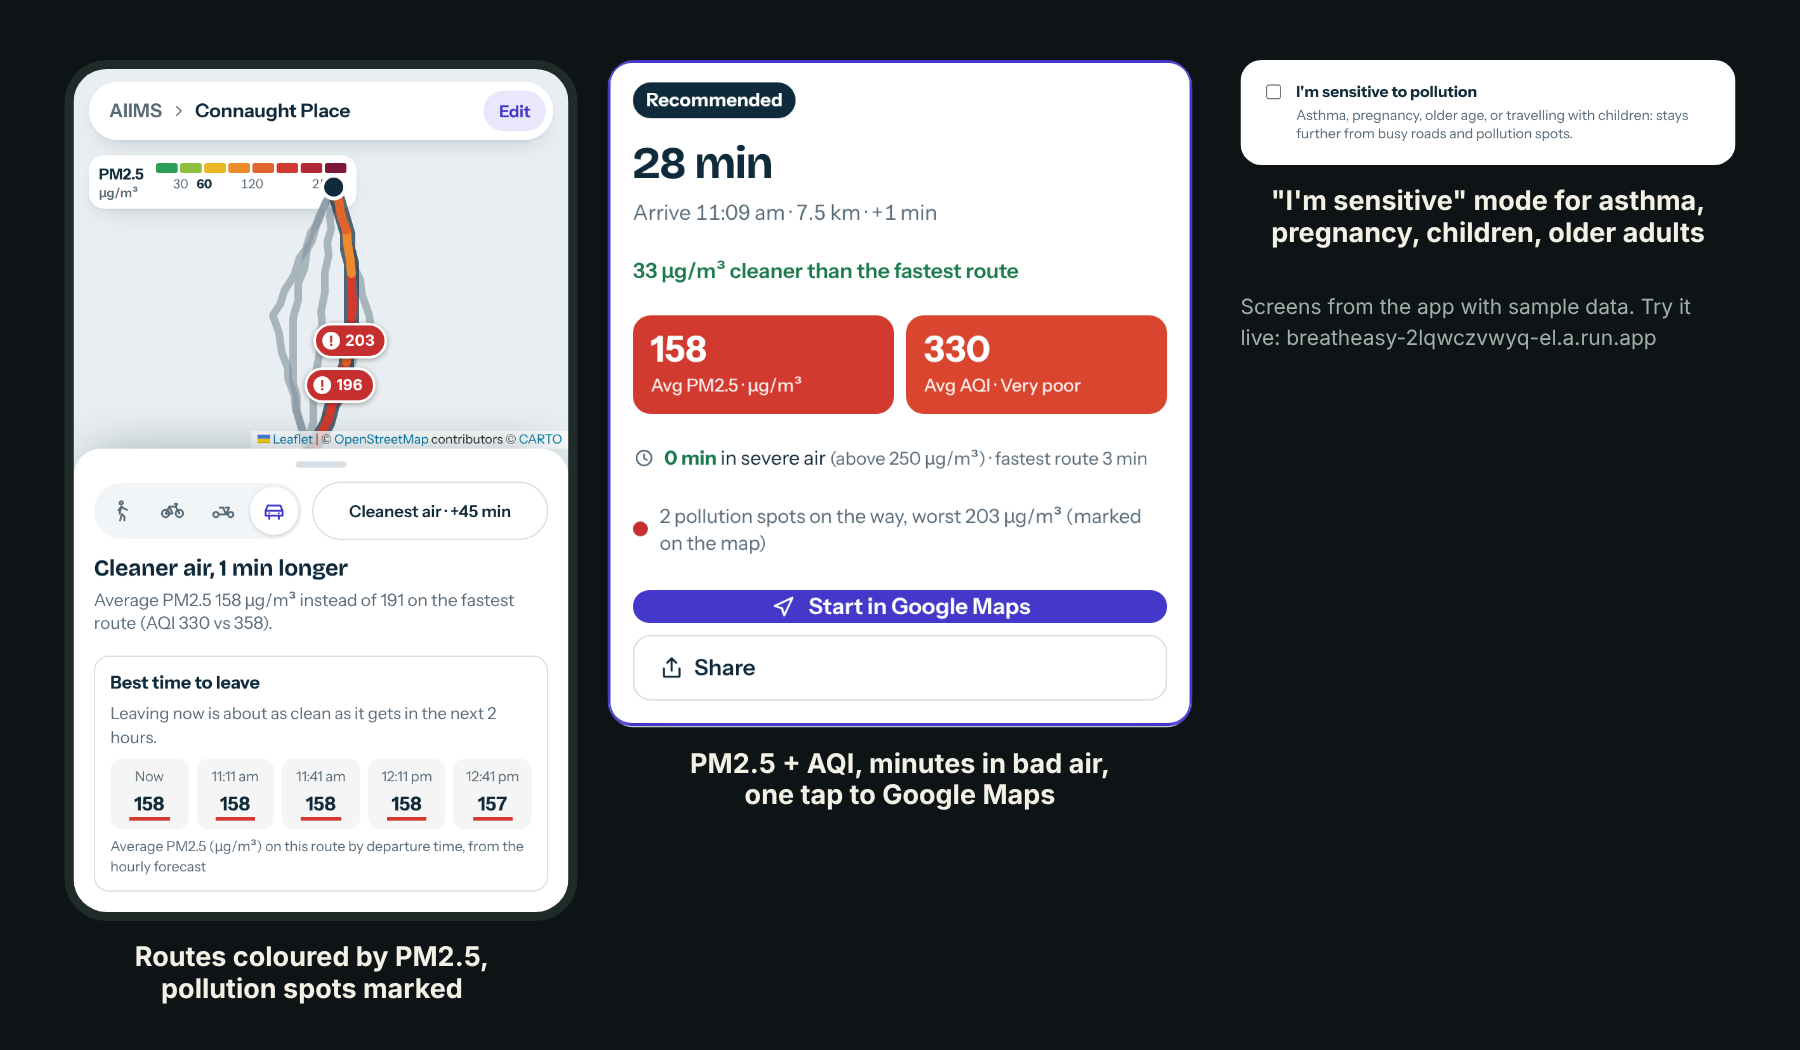 AIIMS > Connaught Place
Edit
PM2.5
µg/m³
30 60 120
203
196
Leaflet | © OpenStreetMap contributors © CARTO
Cleanest air · +45 min
Cleaner air, 1 min longer
Average PM2.5 158 µg/m³ instead of 191 on the fastest
route (AQI 330 vs 358).
Best time to leave
Leaving now is about as clean as it gets in the next 2
hours.
Now 11:11 am 11:41 am 12:11 pm 12:41 pm
158 158 158 158 157
Average PM2.5 (µg/m³) on this route by departure time, from the
hourly forecast
Routes coloured by PM2.5,
pollution spots marked
Recommended
28 min
Arrive 11:09 am · 7.5 km · +1 min
33 µg/m³ cleaner than the fastest route
158
Avg PM2.5 · µg/m³
330
Avg AQI · Very poor
0 min in severe air (above 250 µg/m³) · fastest route 3 min
2 pollution spots on the way, worst 203 µg/m³ (marked
on the map)
Start in Google Maps
Share
PM2.5 + AQI, minutes in bad air,
one tap to Google Maps
I'm sensitive to pollution
Asthma, pregnancy, older age, or travelling with children: stays
further from busy roads and pollution spots.
"I'm sensitive" mode for asthma,
pregnancy, children, older adults
Screens from the app with sample data. Try it
live: breatheasy-2lqwczvwyq-el.a.run.app